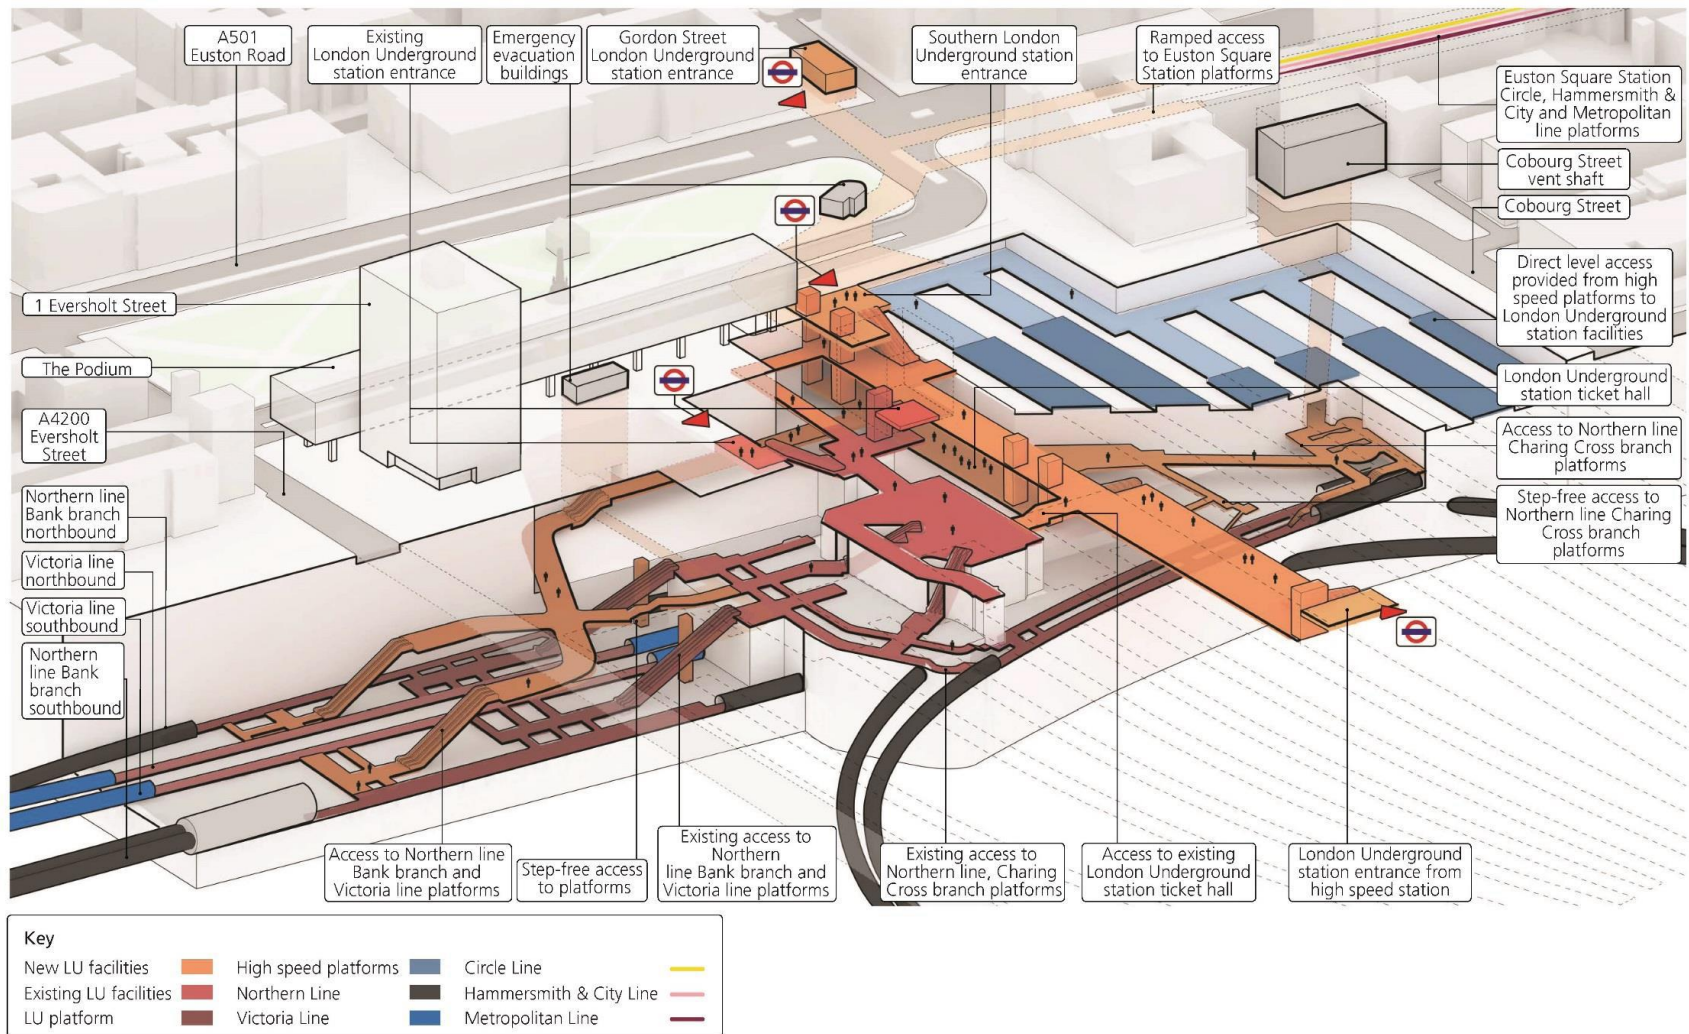 A501
Euston Road
Existing
London Underground
station entrance
Emergency
evacuation
buildings
Gordon Street
London Underground
station entrance
Southern London
Underground station
entrance
Ramped access
to Euston Square
Station platforms
Euston Square Station
Circle, Hammersmith &
City and Metropolitan
line platforms
Cobourg Street
vent shaft
Cobourg Street
Direct level access
provided from high
speed platforms to
London Underground
station facilities
1 Eversholt Street
The Podium
London Underground
station ticket hall
A4200
Eversholt
Street
Access to Northern line
Charing Cross branch
platforms
Northern line
Bank branch
northbound
Step-free access to
Northern line Charing
Cross branch
platforms
Victoria line
northbound
Victoria line
southbound
Northern
line Bank
branch
southbound
Access to Northern line
Bank branch and
Victoria line platforms
Step-free access
to platforms
Existing access to
Northern
line Bank branch and
Victoria line platforms
Existing access to
Northern line, Charing
Cross branch platforms
Access to existing
London Underground
station ticket hall
London Underground
station entrance from
high speed station
Key
New LU facilities
High speed platforms
Circle Line
Existing LU facilities
Northern Line
Hammersmith & City Line
LU platform
Victoria Line
Metropolitan Line